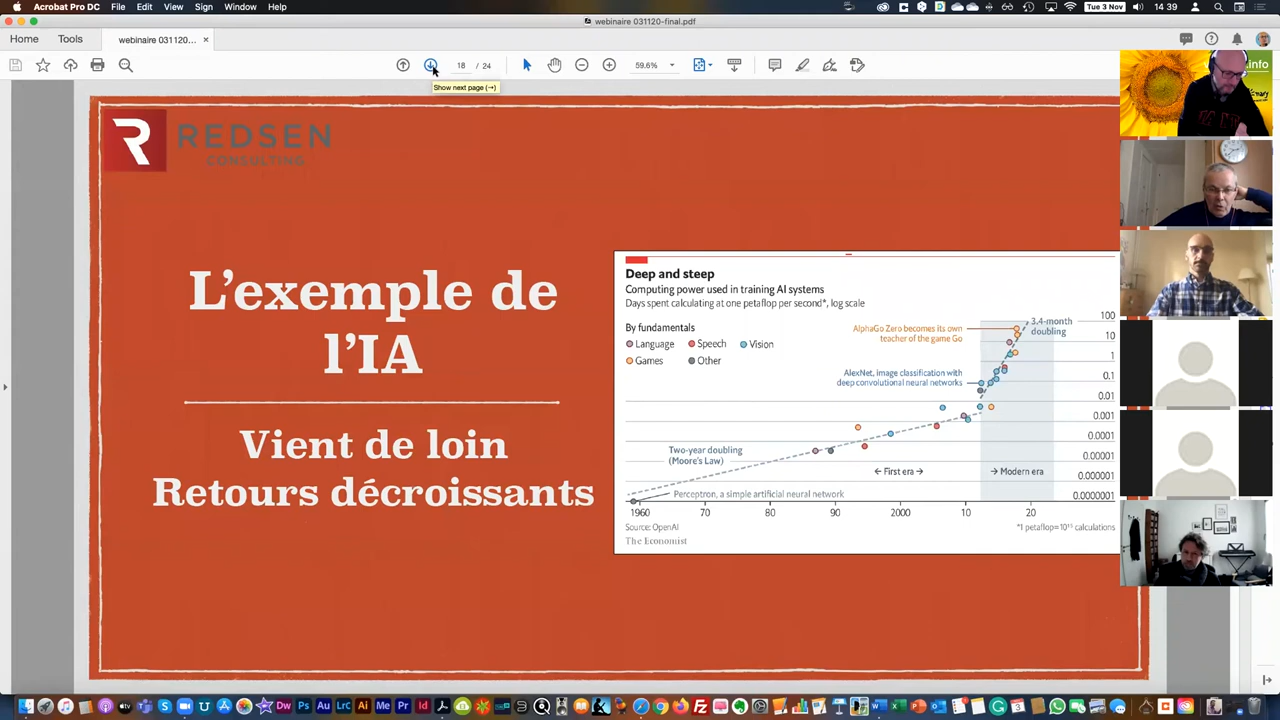 Acrobat Pro DC File Edit View Sign Window Help
Tue 3 Nov 14 39
webinaire 031120-final.pdf
Home Tools webinaire 031120... ×
18 / 24 59.6%
Show next page (→)
REDSEN
CONSULTING
L’exemple de
l’IA
Vient de loin
Retours décroissants
Deep and steep
Computing power used in training AI systems
Days spent calculating at one petaflop per second*, log scale
By fundamentals
Language Speech Vision
Games Other
AlphaGo Zero becomes its own
teacher of the game Go
3.4-month
doubling
AlexNet, image classification with
deep convolutional neural networks
Two-year doubling
(Moore's Law)
← First era →
→ Modern era
Perceptron, a simple artificial neural network
100
10
1
0.1
0.01
0.001
0.0001
0.00001
0.000001
0.0000001
1960 70 80 90 2000 10 20
Source: OpenAI
*1 petaflop=10¹⁵ calculations
The Economist
.info